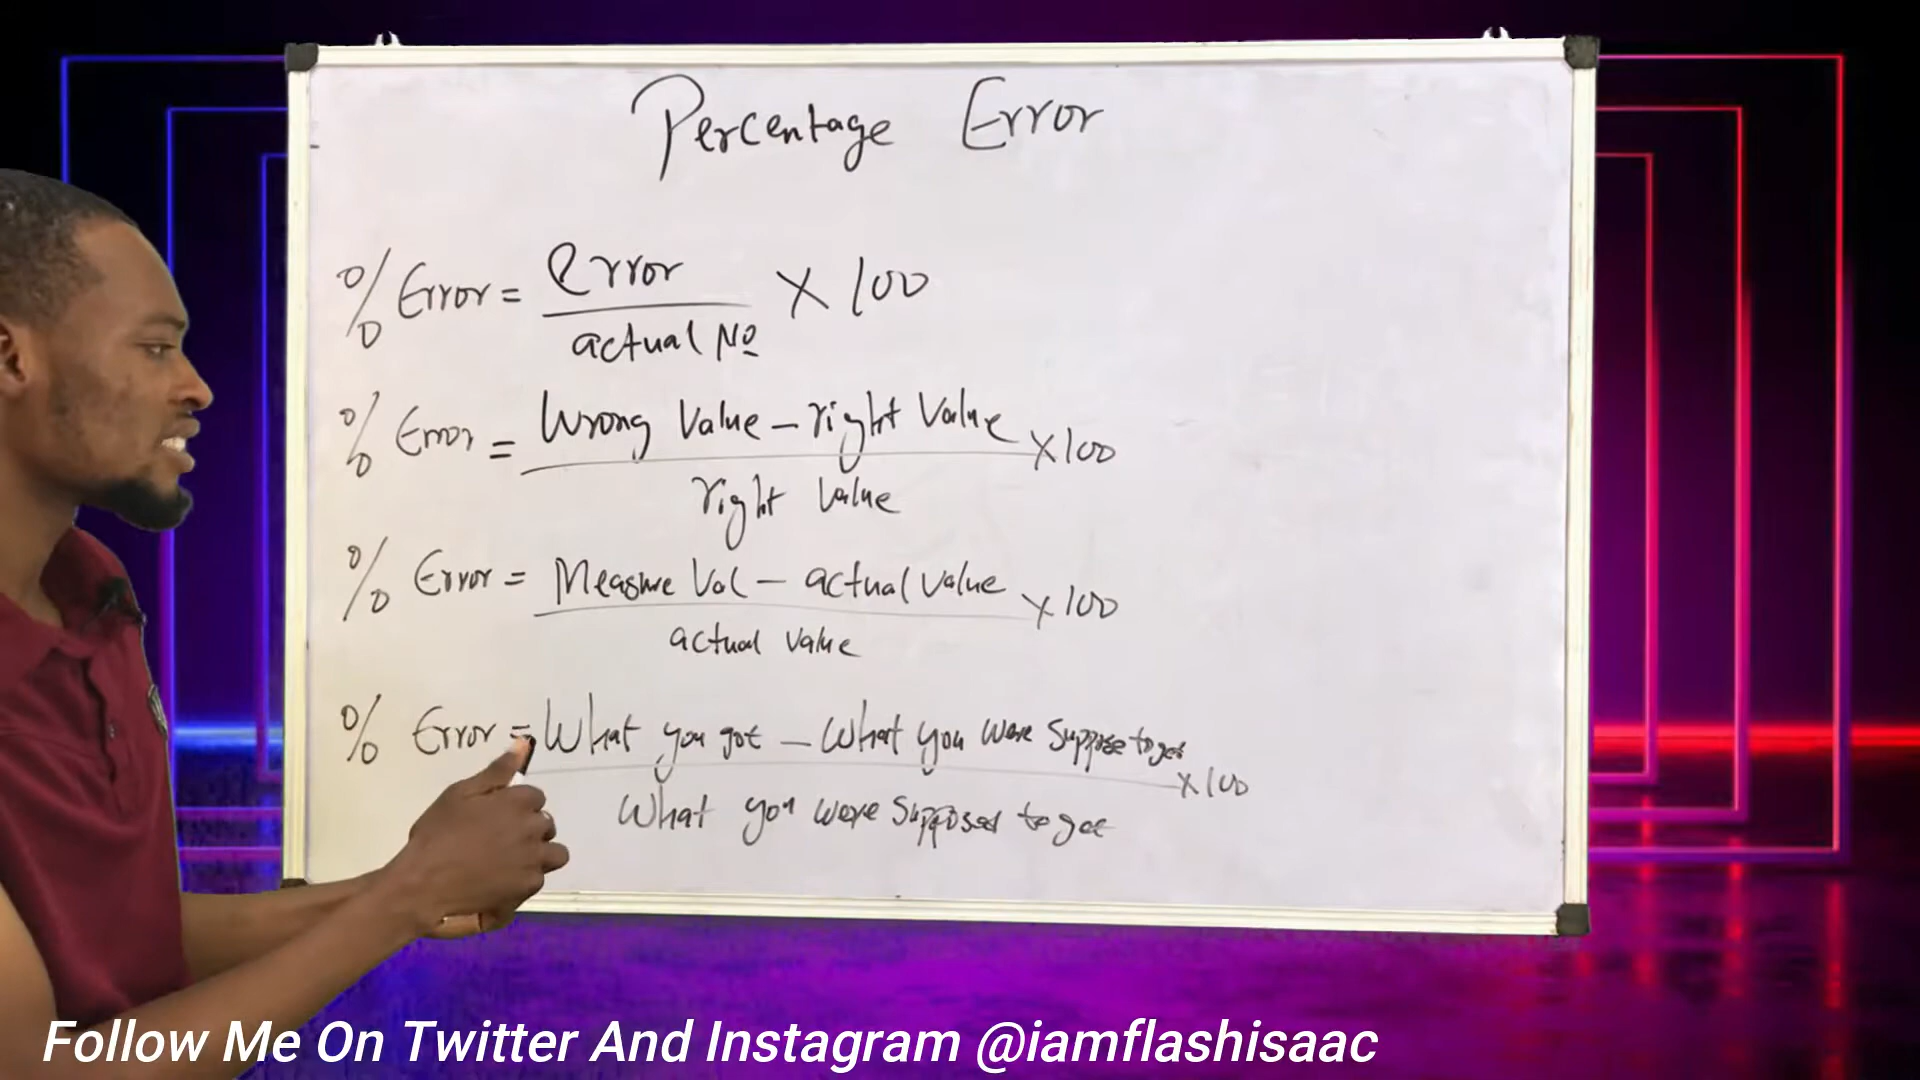 Percentage Error
% Error = error / actual No × 100
% Error = Wrong Value - right Value / right Value × 100
% Error = Measure Val - actual Value / actual Value × 100
% Error = What you got - What you were suppose to get / What you were supposed to get × 100
Follow Me On Twitter And Instagram @iamflashisaac